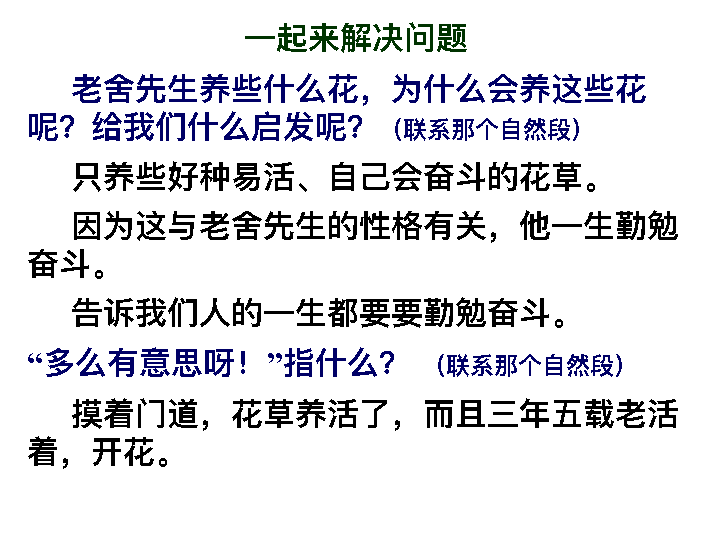 一起来解决问题
老舍先生养些什么花，为什么会养这些花
呢？给我们什么启发呢？（联系那个自然段）
只养些好种易活、自己会奋斗的花草。
因为这与老舍先生的性格有关，他一生勤勉
奋斗。
告诉我们人的一生都要要勤勉奋斗。
“多么有意思呀！”指什么？（联系那个自然段）
摸着门道，花草养活了，而且三年五载老活
着，开花。